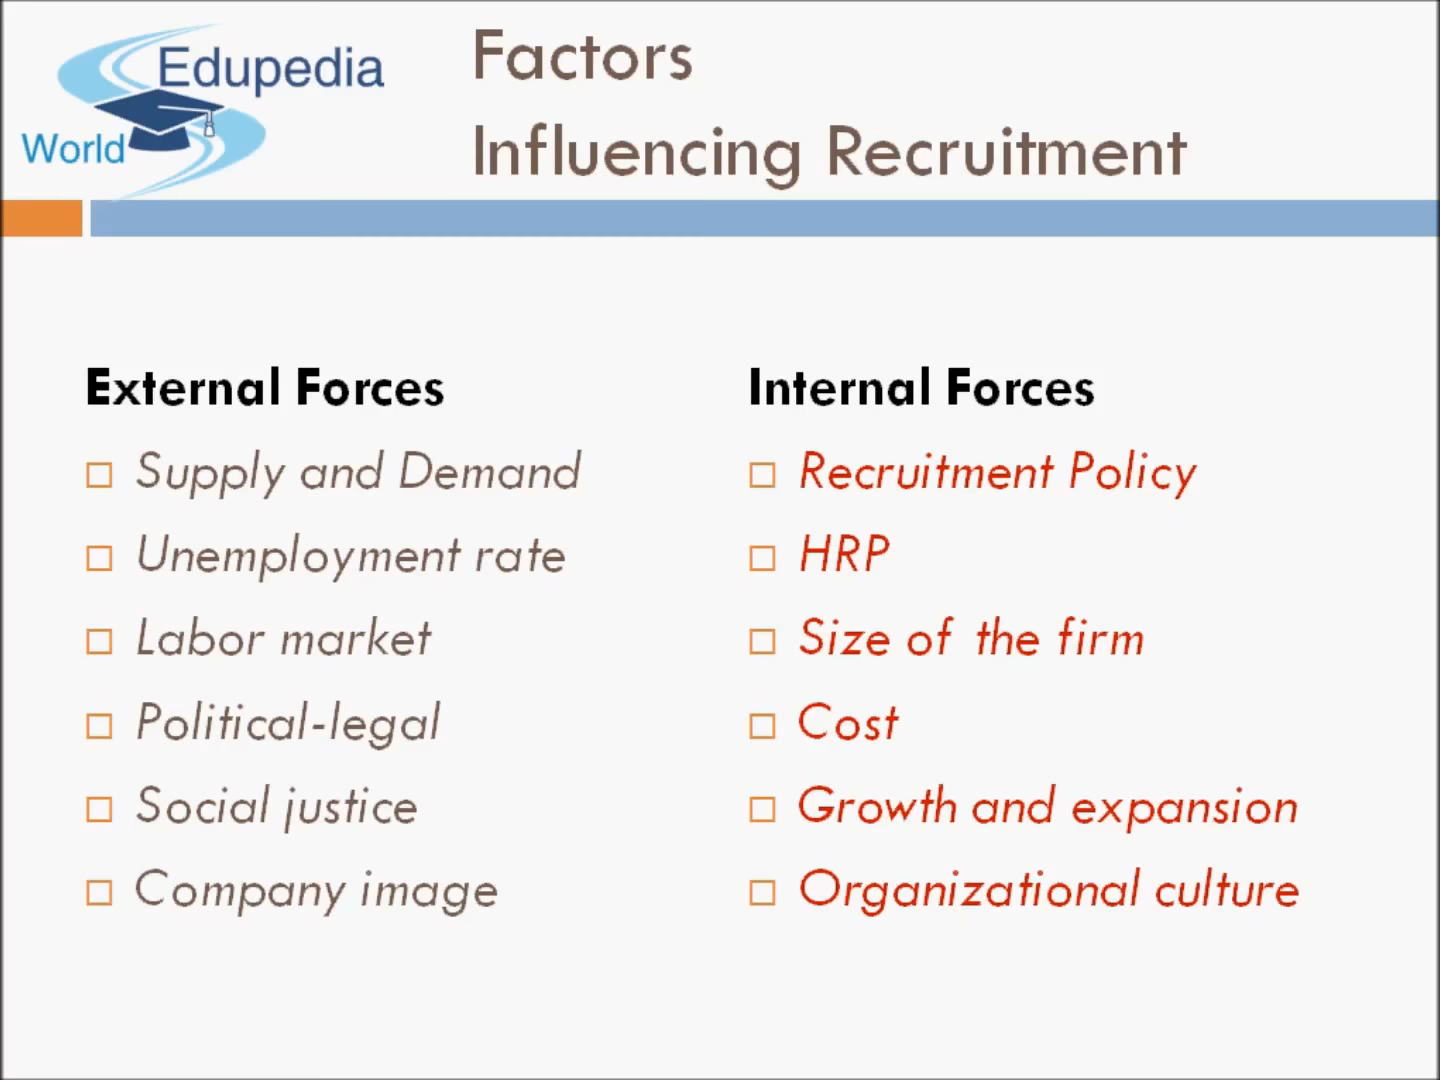 Edupedia
World
Factors
Influencing Recruitment
External Forces
Supply and Demand
Unemployment rate
Labor market
Political-legal
Social justice
Company image
Internal Forces
Recruitment Policy
HRP
Size of the firm
Cost
Growth and expansion
Organizational culture